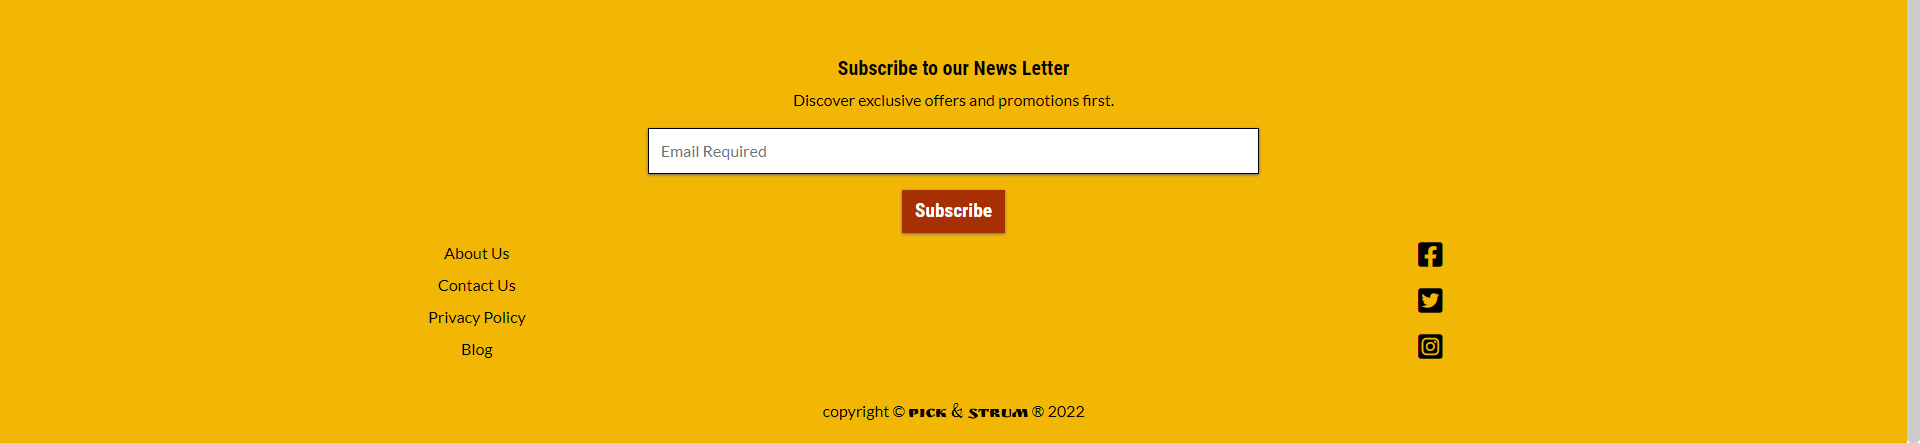 Subscribe to our News Letter
Discover exclusive offers and promotions first.
Email Required
Subscribe
About Us
Contact Us
Privacy Policy
Blog
copyright © PICK & STRUM ® 2022